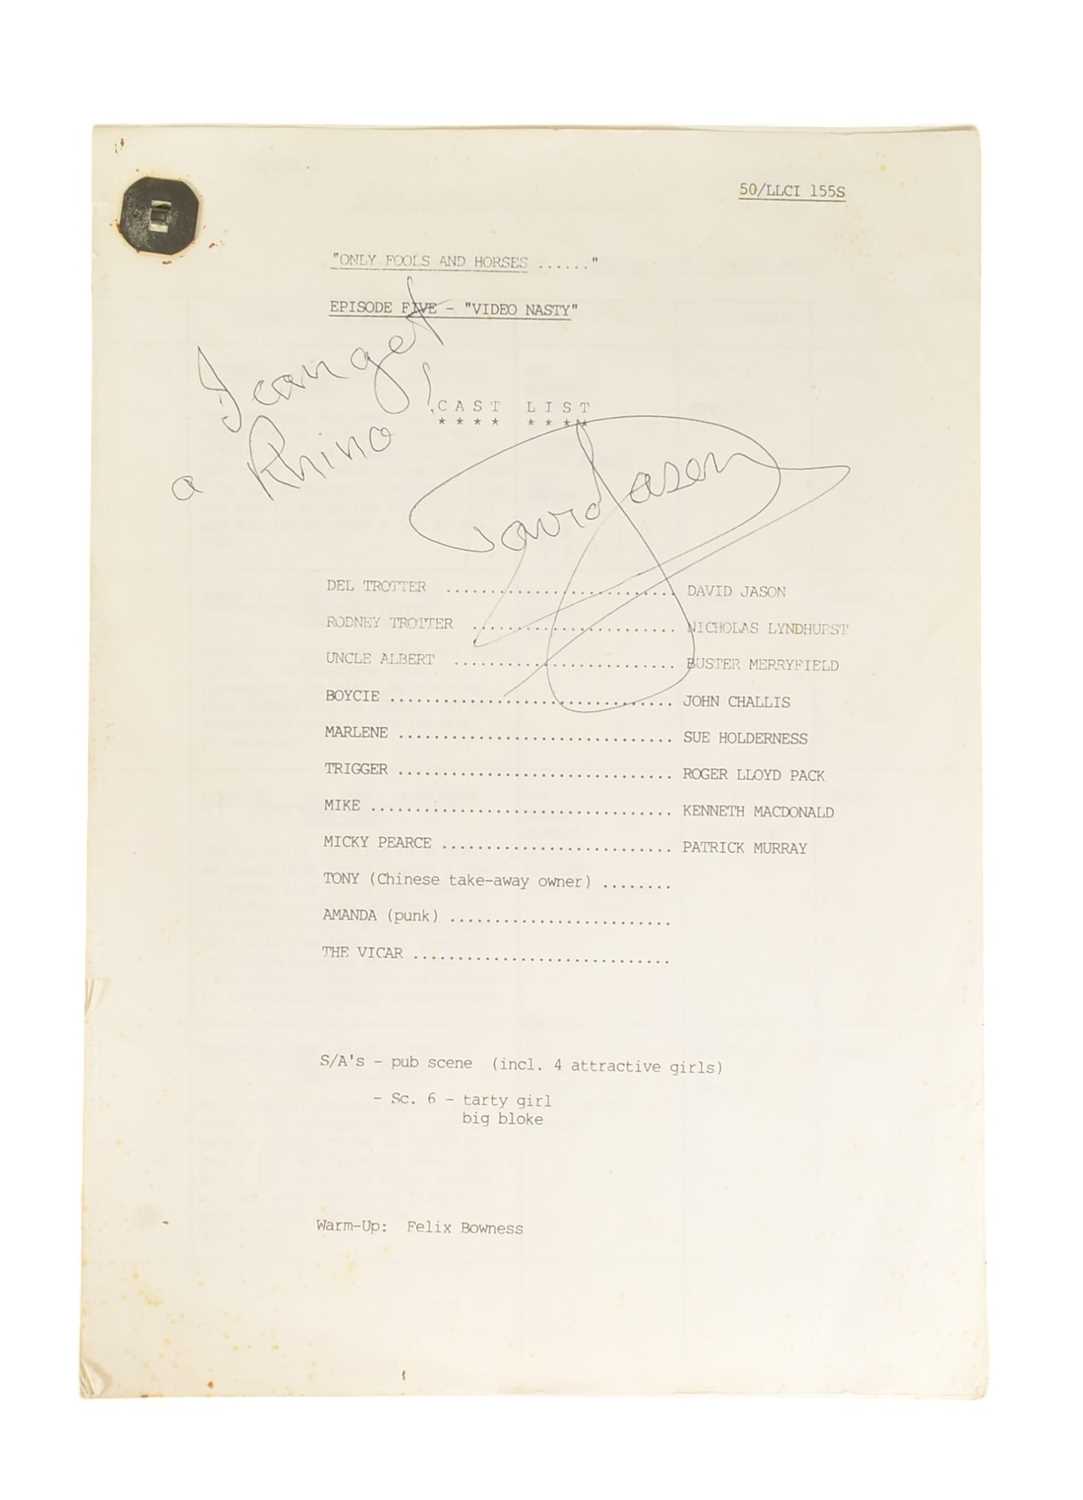 50/LLCI 155S
"ONLY FOOLS AND HORSES ......"
EPISODE FIVE - "VIDEO NASTY"
I can get
a Rhino!
CAST LIST
**** ****
David Jason
DEL TROTTER .......................... DAVID JASON
RODNEY TROTTER ....................... NICHOLAS LYNDHURST
UNCLE ALBERT ......................... BUSTER MERRYFIELD
BOYCIE ................................ JOHN CHALLIS
MARLENE ............................... SUE HOLDERNESS
TRIGGER ............................... ROGER LLOYD PACK
MIKE .................................. KENNETH MACDONALD
MICKY PEARCE .......................... PATRICK MURRAY
TONY (Chinese take-away owner) ........
AMANDA (punk) .........................
THE VICAR .............................
S/A's - pub scene (incl. 4 attractive girls)
- Sc. 6 - tarty girl
big bloke
Warm-Up: Felix Bowness